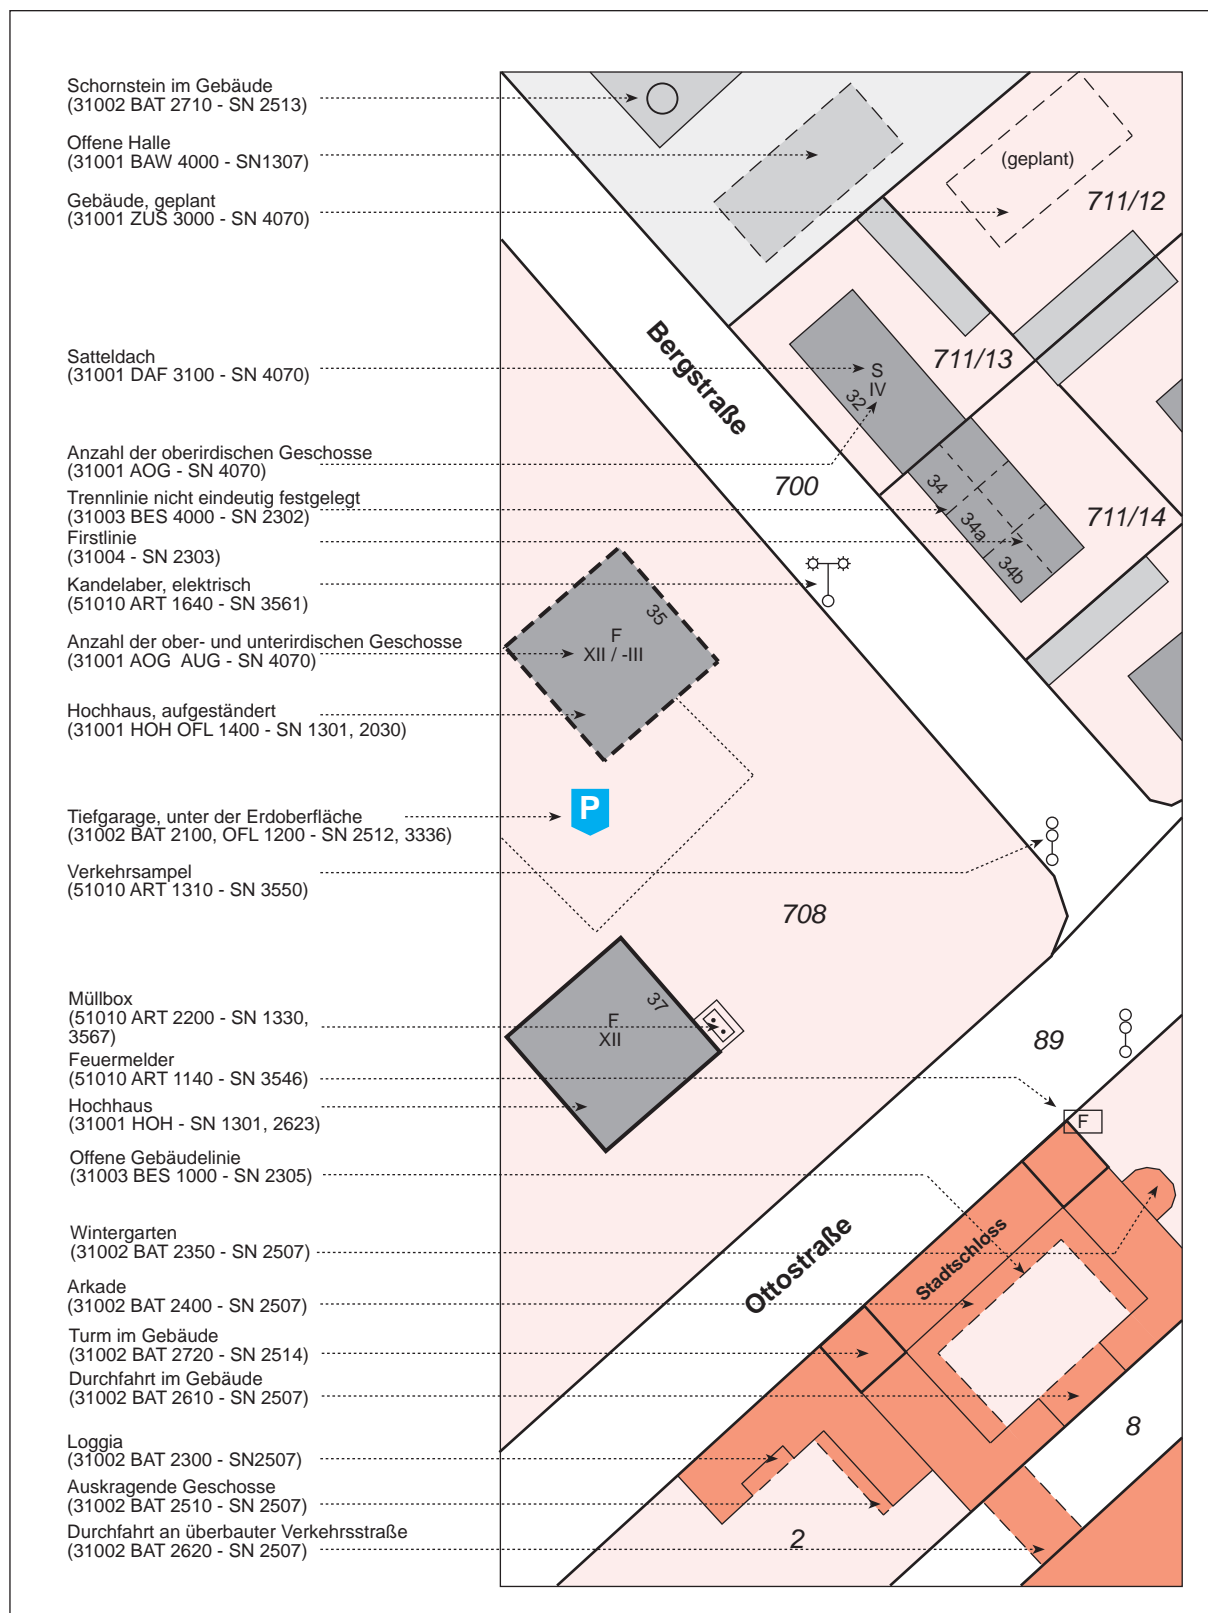 Schornstein im Gebäude
(31002 BAT 2710 - SN 2513)
Offene Halle
(31001 BAW 4000 - SN1307)
Gebäude, geplant
(31001 ZUS 3000 - SN 4070)
Satteldach
(31001 DAF 3100 - SN 4070)
Anzahl der oberirdischen Geschosse
(31001 AOG - SN 4070)
Trennlinie nicht eindeutig festgelegt
(31003 BES 4000 - SN 2302)
Firstlinie
(31004 - SN 2303)
Kandelaber, elektrisch
(51010 ART 1640 - SN 3561)
Anzahl der ober- und unterirdischen Geschosse
(31001 AOG  AUG - SN 4070)
Hochhaus, aufgeständert
(31001 HOH OFL 1400 - SN 1301, 2030)
Tiefgarage, unter der Erdoberfläche
(31002 BAT 2100, OFL 1200 - SN 2512, 3336)
Verkehrsampel
(51010 ART 1310 - SN 3550)
Müllbox
(51010 ART 2200 - SN 1330,
3567)
Feuermelder
(51010 ART 1140 - SN 3546)
Hochhaus
(31001 HOH - SN 1301, 2623)
Offene Gebäudelinie
(31003 BES 1000 - SN 2305)
Wintergarten
(31002 BAT 2350 - SN 2507)
Arkade
(31002 BAT 2400 - SN 2507)
Turm im Gebäude
(31002 BAT 2720 - SN 2514)
Durchfahrt im Gebäude
(31002 BAT 2610 - SN 2507)
Loggia
(31002 BAT 2300 - SN2507)
Auskragende Geschosse
(31002 BAT 2510 - SN 2507)
Durchfahrt an überbauter Verkehrsstraße
(31002 BAT 2620 - SN 2507)
(geplant)
711/12
Bergstraße
711/13
S
IV
32
700
34
34a
34b
711/14
35
F
XII / -III
P
708
37
F
XII
89
F
Ottostraße
Stadtschloss
8
2